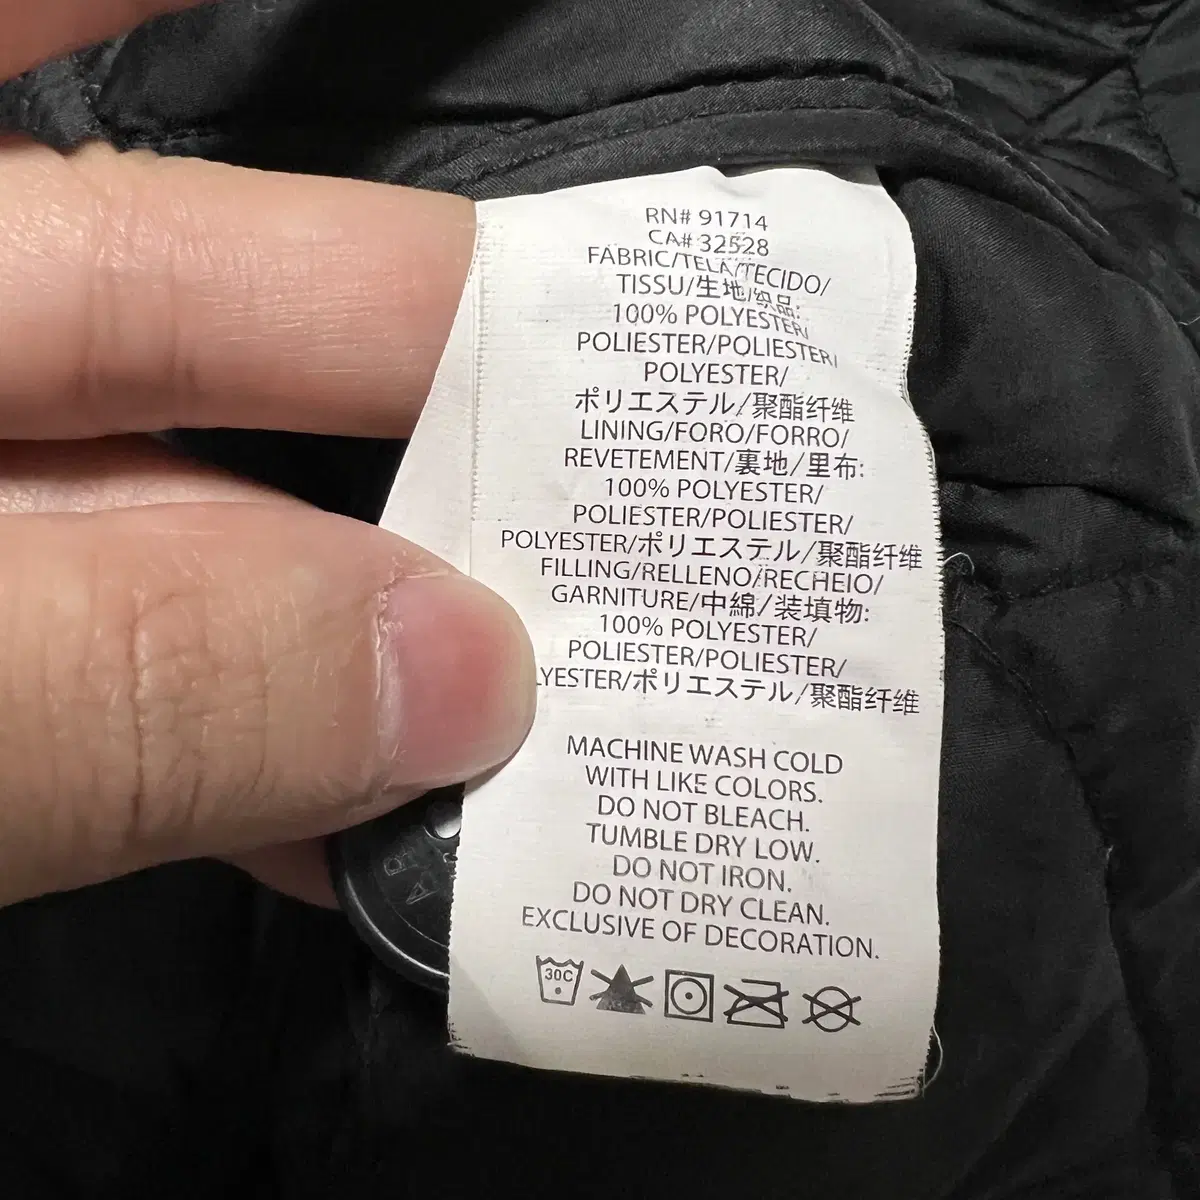 RN# 91714
CA# 32528
FABRIC/TELA/TECIDO/
TISSU/生地/织品:
100% POLYESTER/
POLIESTER/POLIESTER/
POLYESTER/
ポリエステル/聚酯纤维
LINING/FORO/FORRO/
REVETEMENT/裏地/里布:
100% POLYESTER/
POLIESTER/POLIESTER/
POLYESTER/ポリエステル/聚酯纤维
FILLING/RELLENO/RECHEIO/
GARNITURE/中綿/装填物:
100% POLYESTER/
POLIESTER/POLIESTER/
LYESTER/ポリエステル/聚酯纤维
MACHINE WASH COLD
WITH LIKE COLORS.
DO NOT BLEACH.
TUMBLE DRY LOW.
DO NOT IRON.
DO NOT DRY CLEAN.
EXCLUSIVE OF DECORATION.
30C